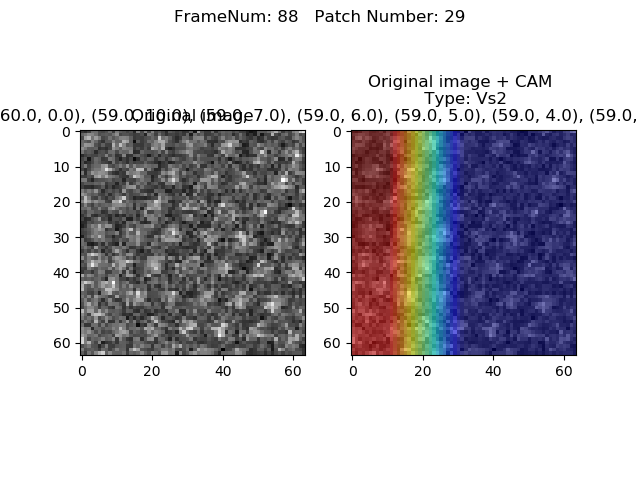 FrameNum: 88   Patch Number: 29
Original image + CAM
Type: Vs2
60.0, 0.0), (59.0, 10.0), (59.0, 7.0), (59.0, 6.0), (59.0, 5.0), (59.0, 4.0), (59.0,
Original image
0
10
20
30
40
50
60
0 20 40 60
0
10
20
30
40
50
60
0 20 40 60